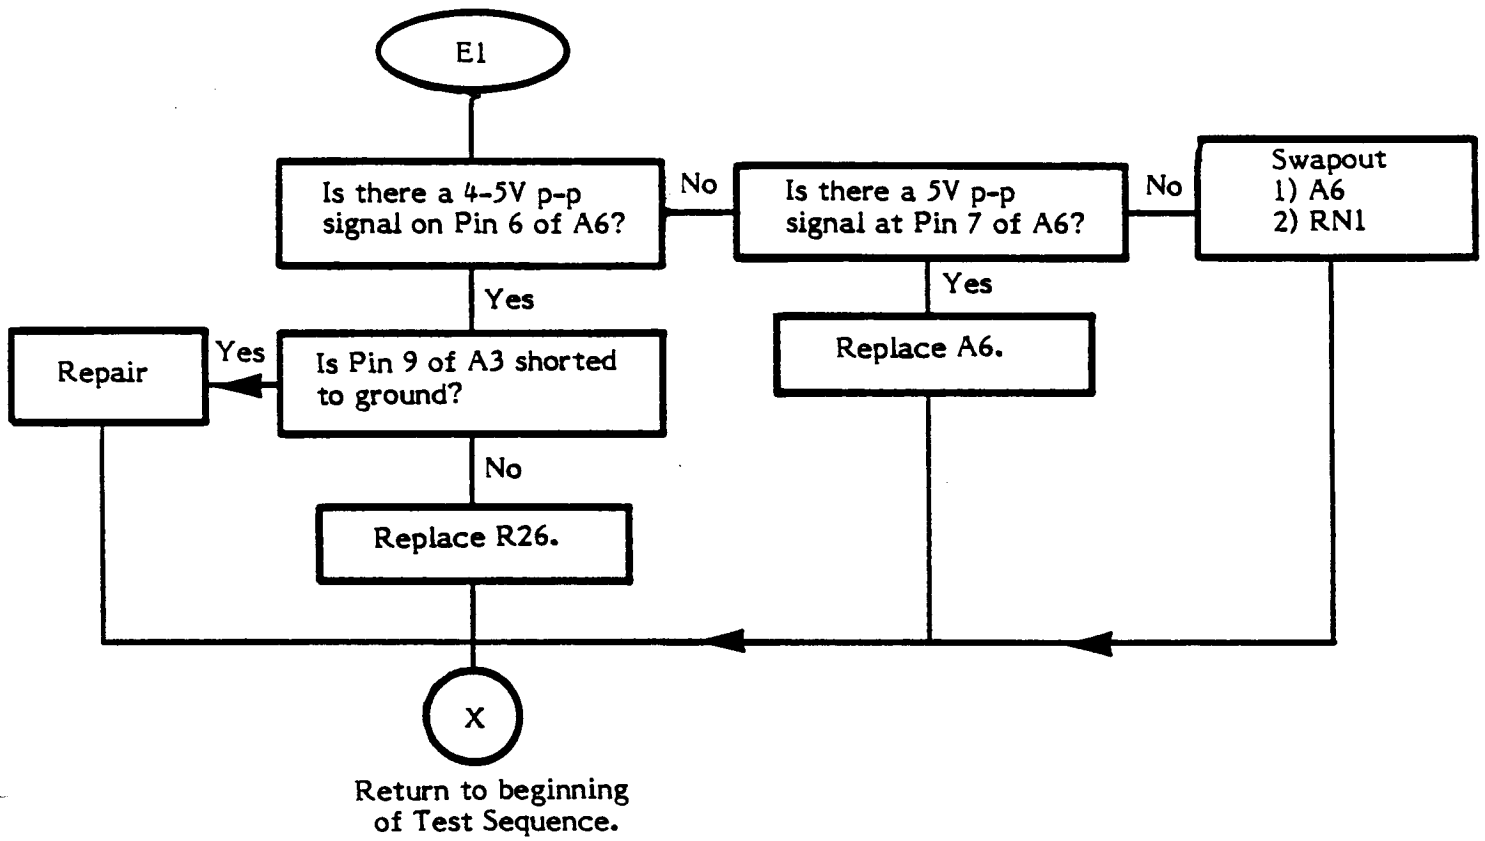 E1
Is there a 4-5V p-p
signal on Pin 6 of A6?
No
Is there a 5V p-p
signal at Pin 7 of A6?
No
Swapout
1) A6
2) RN1
Yes
Yes
Repair
Yes
Is Pin 9 of A3 shorted
to ground?
Replace A6.
No
Replace R26.
X
Return to beginning
of Test Sequence.